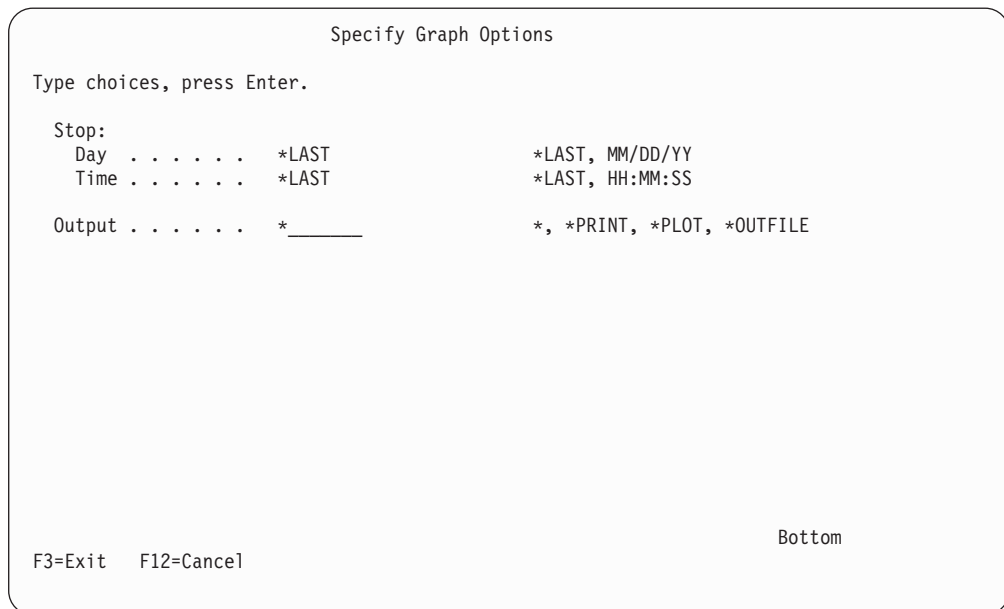 Specify Graph Options
Type choices, press Enter.
Stop:
Day . . . . . . *LAST *LAST, MM/DD/YY
Time . . . . . . *LAST *LAST, HH:MM:SS
Output . . . . . . *_______ *, *PRINT, *PLOT, *OUTFILE
Bottom
F3=Exit F12=Cancel